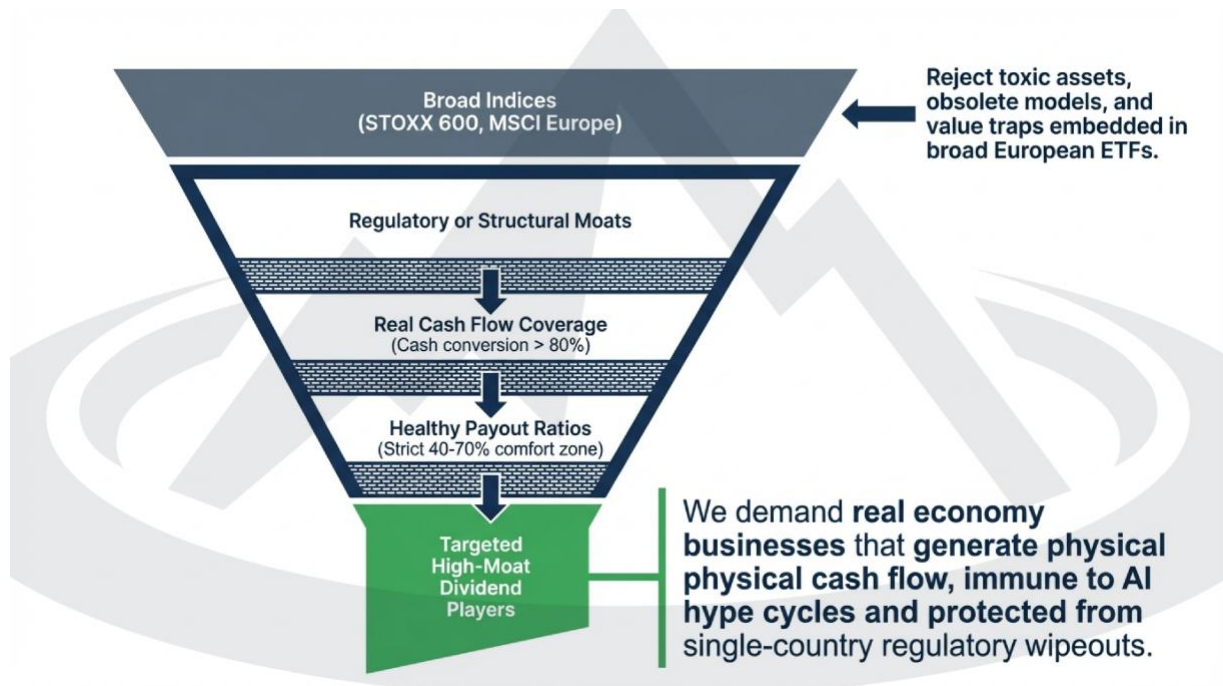 Broad Indices
(STOXX 600, MSCI Europe)
Reject toxic assets,
obsolete models, and
value traps embedded in
broad European ETFs.
Regulatory or Structural Moats
Real Cash Flow Coverage
(Cash conversion > 80%)
Healthy Payout Ratios
(Strict 40-70% comfort zone)
Targeted
High-Moat
Dividend
Players
We demand real economy
businesses that generate physical
physical cash flow, immune to AI
hype cycles and protected from
single-country regulatory wipeouts.